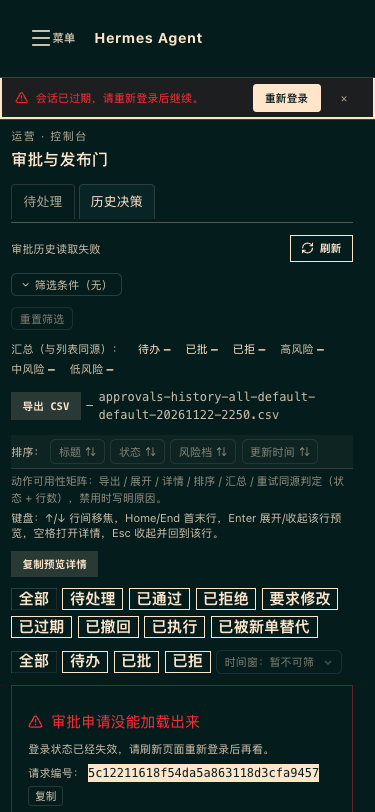 菜单 Hermes Agent
会话已过期，请重新登录后继续。 重新登录 ×
运营 · 控制台
审批与发布门
待处理 历史决策
审批历史读取失败 刷新
筛选条件（无）
重置筛选
汇总（与列表同源）： 待办 — 已批 — 已拒 — 高风险 —
中风险 — 低风险 —
导出 CSV — approvals-history-all-default-
default-20261122-2250.csv
排序： 标题 ⇅ 状态 ⇅ 风险档 ⇅ 更新时间 ⇅
动作可用性矩阵：导出 / 展开 / 详情 / 排序 / 汇总 / 重试同源判定（状
态 + 行数），禁用时写明原因。
键盘：↑/↓ 行间移焦，Home/End 首末行，Enter 展开/收起该行预
览，空格打开详情，Esc 收起并回到该行。
复制预览详情
全部 待处理 已通过 已拒绝 要求修改
已过期 已撤回 已执行 已被新单替代
全部 待办 已批 已拒 时间窗：暂不可筛
审批申请没能加载出来
登录状态已经失效，请刷新页面重新登录后再看。
请求编号： 5c12211618f54da5a863118d3cfa9457
复制